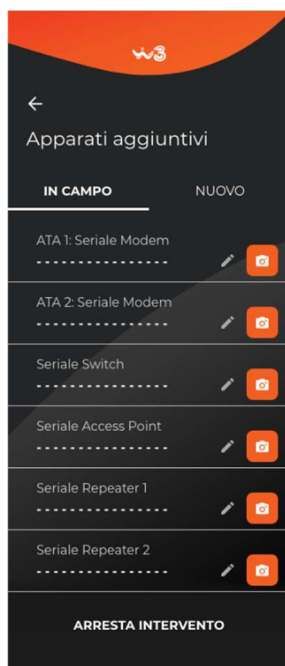 W3
Apparati aggiuntivi
IN CAMPO
NUOVO
ATA 1: Seriale Modem
- - - - - - - - - - - - - - - - -
ATA 2: Seriale Modem
- - - - - - - - - - - - - - - - -
Seriale Switch
- - - - - - - - - - - - - - - - -
Seriale Access Point
- - - - - - - - - - - - - - - - -
Seriale Repeater 1
- - - - - - - - - - - - - - - - -
Seriale Repeater 2
- - - - - - - - - - - - - - - - -
ARRESTA INTERVENTO